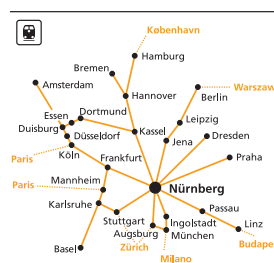 København
Hamburg
Bremen
Amsterdam
Hannover
Warszaw
Berlin
Essen
Dortmund
Leipzig
Duisburg
Düsseldorf
Kassel
Dresden
Jena
Köln
Paris
Frankfurt
Praha
Mannheim
Paris
Nürnberg
Karlsruhe
Passau
Stuttgart
Ingolstadt
Augsburg
Linz
München
Basel
Zürich
Budape
Milano